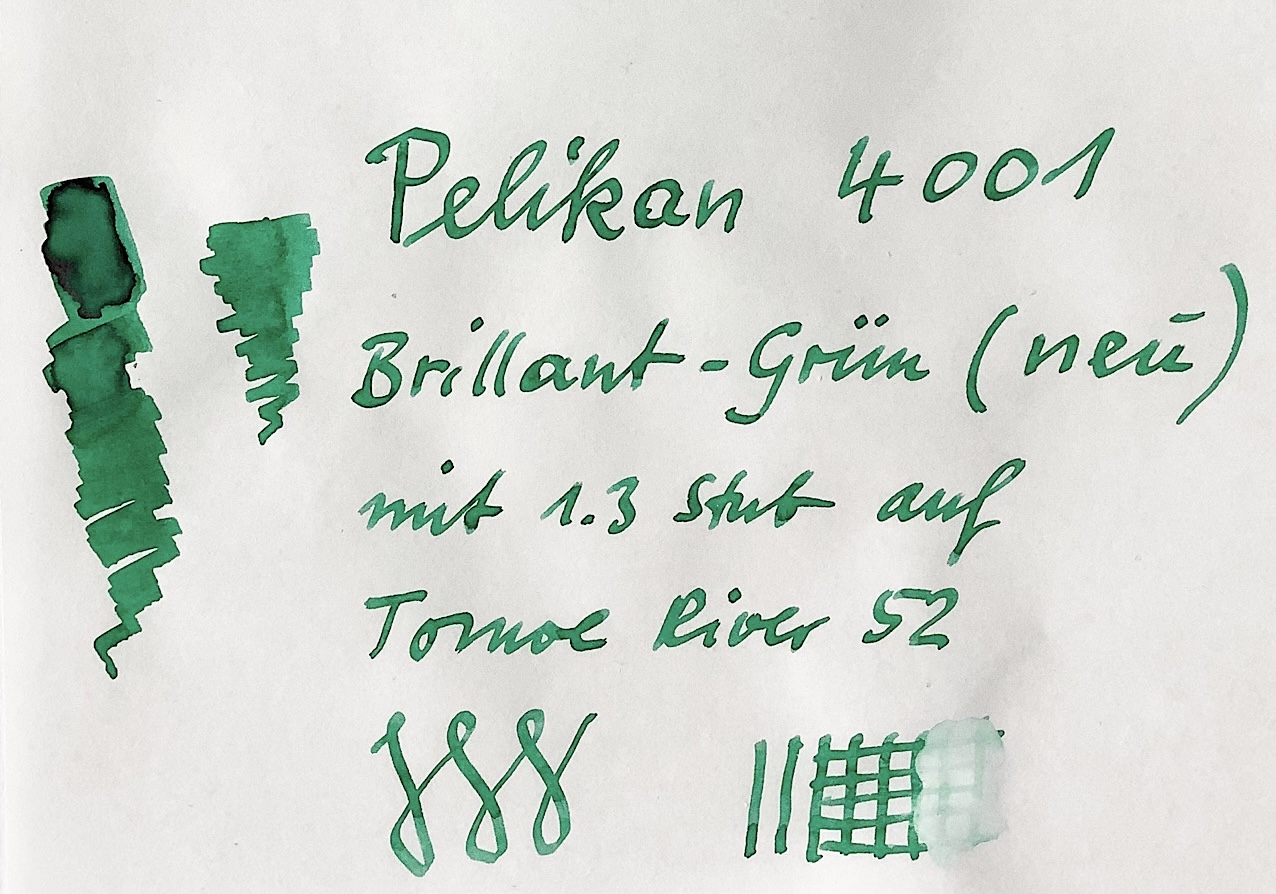 Pelikan 4001
Brillant-Grün (neu)
mit 1.3 Stub auf
Tomoe River 52